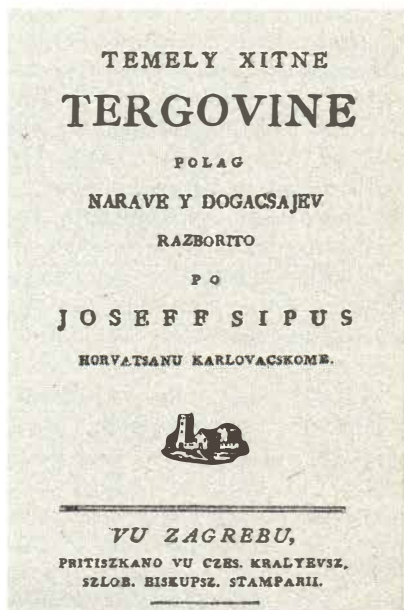 TEMELY XITNE
TERGOVINE
POLAG
NARAVE Y DOGACSAJEV
RAZBORITO
PO
JOSEFF SIPUS
HORVATSANU KARLOVACSKOME.
VU ZAGREBU,
PRITISZKANO VU CZES. KRALYEVSZ.
SZLOB. BISKUPSZ. STAMPARII.